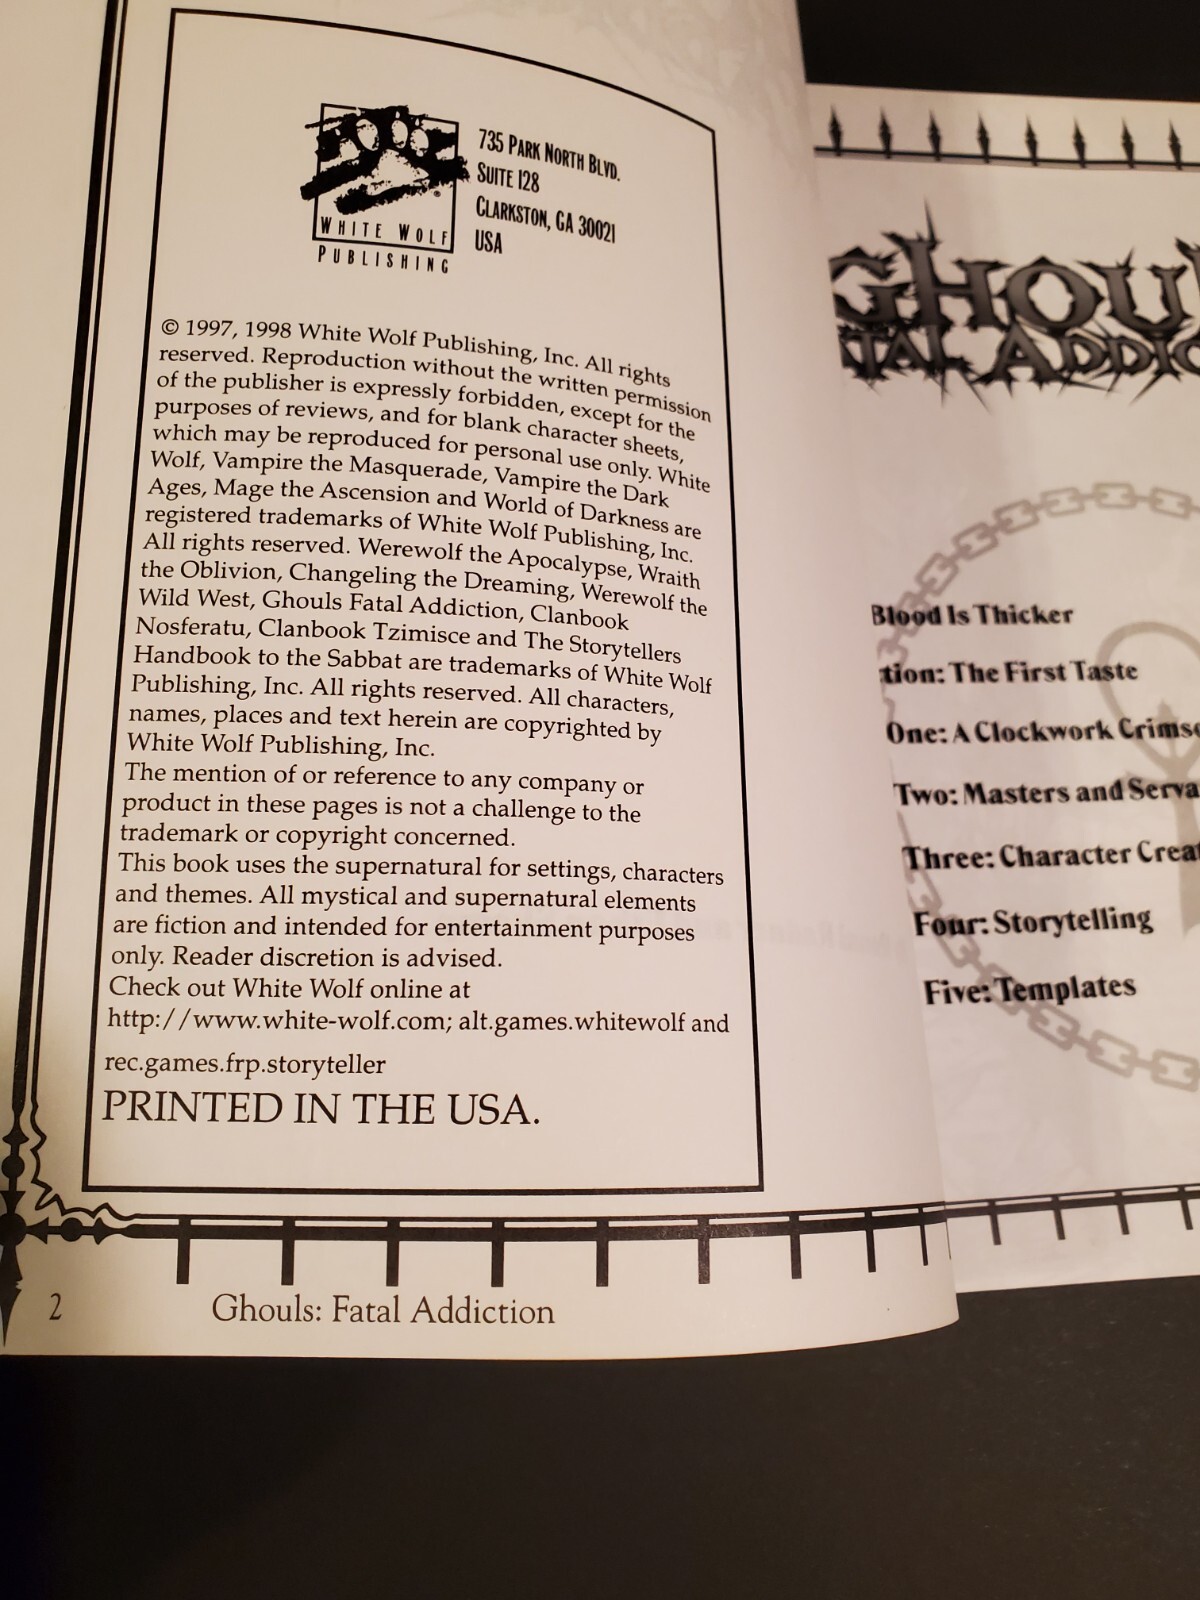 WHITE WOLF
PUBLISHING
735 PARK NORTH BLVD.
SUITE 128
CLARKSTON, GA 30021
USA
© 1997, 1998 White Wolf Publishing, Inc. All rights
reserved. Reproduction without the written permission
of the publisher is expressly forbidden, except for the
purposes of reviews, and for blank character sheets,
which may be reproduced for personal use only. White
Wolf, Vampire the Masquerade, Vampire the Dark
Ages, Mage the Ascension and World of Darkness are
registered trademarks of White Wolf Publishing, Inc.
All rights reserved. Werewolf the Apocalypse, Wraith
the Oblivion, Changeling the Dreaming, Werewolf the
Wild West, Ghouls Fatal Addiction, Clanbook
Nosferatu, Clanbook Tzimisce and The Storytellers
Handbook to the Sabbat are trademarks of White Wolf
Publishing, Inc. All rights reserved. All characters,
names, places and text herein are copyrighted by
White Wolf Publishing, Inc.
The mention of or reference to any company or
product in these pages is not a challenge to the
trademark or copyright concerned.
This book uses the supernatural for settings, characters
and themes. All mystical and supernatural elements
are fiction and intended for entertainment purposes
only. Reader discretion is advised.
Check out White Wolf online at
http://www.white-wolf.com; alt.games.whitewolf and
rec.games.frp.storyteller
PRINTED IN THE USA.
2 Ghouls: Fatal Addiction
GHOUL
TAL ADDIC
Blood Is Thicker
tion: The First Taste
One: A Clockwork Crims
Two: Masters and Serva
Three: Character Crea
Four: Storytelling
Five: Templates